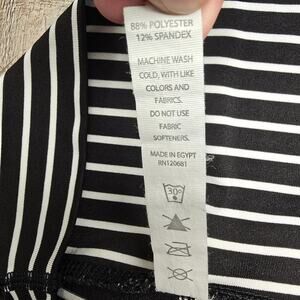 88% POLYESTER
12% SPANDEX
MACHINE WASH
COLD, WITH LIKE
COLORS AND
FABRICS.
DO NOT USE
FABRIC
SOFTENERS.
MADE IN EGYPT
RN120681
30°